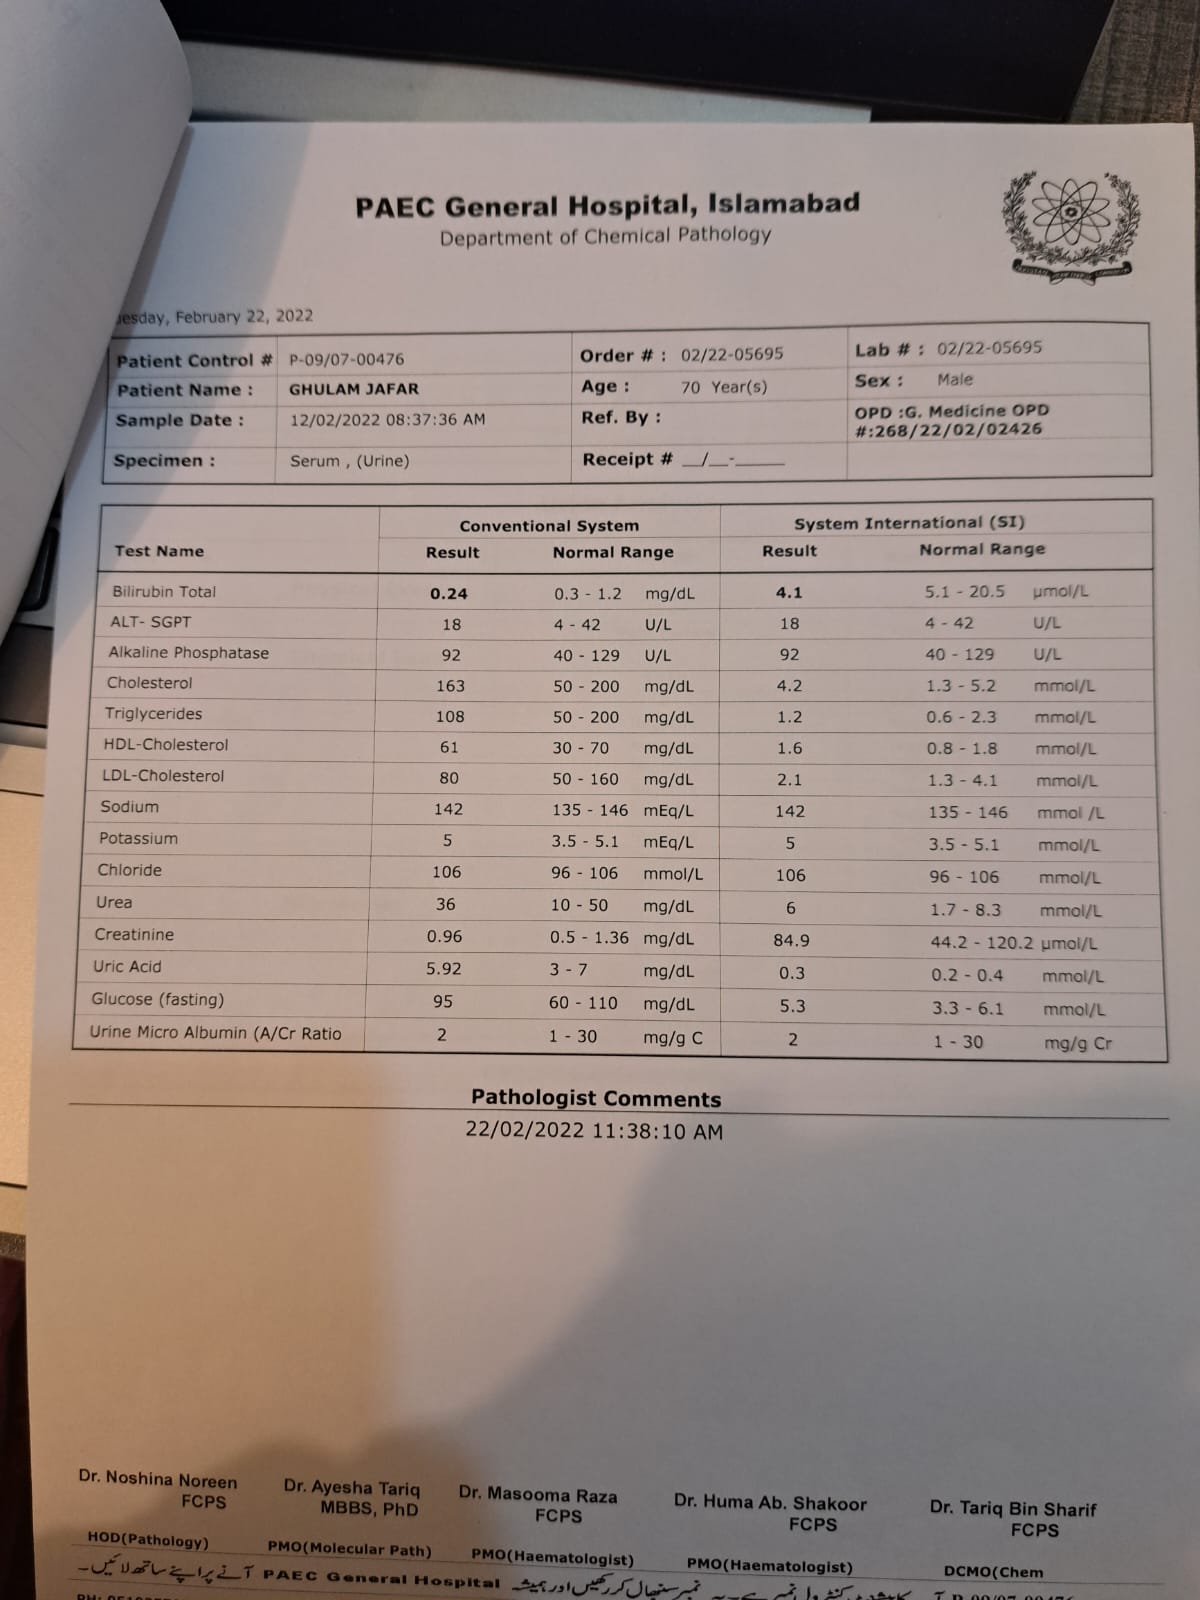 PAEC General Hospital, Islamabad
Department of Chemical Pathology
February 22, 2022
Patient Control # P-09/07-00476 Order # : 02/22-05695 Lab # : 02/22-05695
Patient Name : GHULAM JAFAR Age : 70 Year(s) Sex : Male
Sample Date : 12/02/2022 08:37:36 AM Ref. By : OPD :G. Medicine OPD
#:268/22/02/02426
Specimen : Serum , (Urine) Receipt # __/__-_____
Conventional System System International (SI)
Test Name Result Normal Range Result Normal Range
Bilirubin Total 0.24 0.3 - 1.2 mg/dL 4.1 5.1 - 20.5 µmol/L
ALT- SGPT 18 4 - 42 U/L 18 4 - 42 U/L
Alkaline Phosphatase 92 40 - 129 U/L 92 40 - 129 U/L
Cholesterol 163 50 - 200 mg/dL 4.2 1.3 - 5.2 mmol/L
Triglycerides 108 50 - 200 mg/dL 1.2 0.6 - 2.3 mmol/L
HDL-Cholesterol 61 30 - 70 mg/dL 1.6 0.8 - 1.8 mmol/L
LDL-Cholesterol 80 50 - 160 mg/dL 2.1 1.3 - 4.1 mmol/L
Sodium 142 135 - 146 mEq/L 142 135 - 146 mmol /L
Potassium 5 3.5 - 5.1 mEq/L 5 3.5 - 5.1 mmol/L
Chloride 106 96 - 106 mmol/L 106 96 - 106 mmol/L
Urea 36 10 - 50 mg/dL 6 1.7 - 8.3 mmol/L
Creatinine 0.96 0.5 - 1.36 mg/dL 84.9 44.2 - 120.2 µmol/L
Uric Acid 5.92 3 - 7 mg/dL 0.3 0.2 - 0.4 mmol/L
Glucose (fasting) 95 60 - 110 mg/dL 5.3 3.3 - 6.1 mmol/L
Urine Micro Albumin (A/Cr Ratio 2 1 - 30 mg/g C 2 1 - 30 mg/g Cr
Pathologist Comments
22/02/2022 11:38:10 AM
Dr. Noshina Noreen Dr. Ayesha Tariq Dr. Masooma Raza Dr. Huma Ab. Shakoor Dr. Tariq Bin Sharif
FCPS MBBS, PhD FCPS FCPS FCPS
HOD(Pathology) PMO(Molecular Path) PMO(Haematologist) PMO(Haematologist) DCMO(Chem
سنبھال کر رکھیں اور ہمیشہ PAEC General Hospital آنے پر اپنے ساتھ لائیں۔